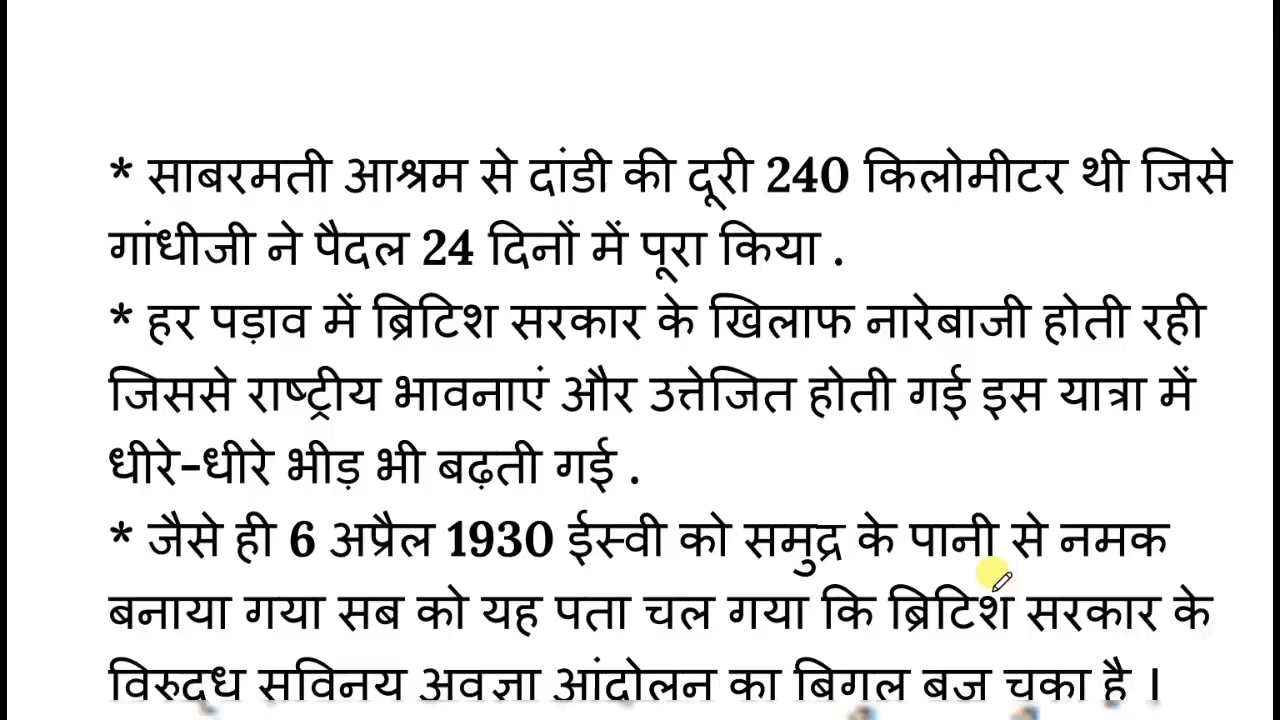 * साबरमती आश्रम से दांडी की दूरी 240 किलोमीटर थी जिसे
गांधीजी ने पैदल 24 दिनों में पूरा किया .
* हर पड़ाव में ब्रिटिश सरकार के खिलाफ नारेबाजी होती रही
जिससे राष्ट्रीय भावनाएं और उत्तेजित होती गई इस यात्रा में
धीरे-धीरे भीड़ भी बढ़ती गई .
* जैसे ही 6 अप्रैल 1930 ईस्वी को समुद्र के पानी से नमक
बनाया गया सब को यह पता चल गया कि ब्रिटिश सरकार के
विरुद्ध सविनय अवज्ञा आंदोलन का बिगुल बज चुका है ।